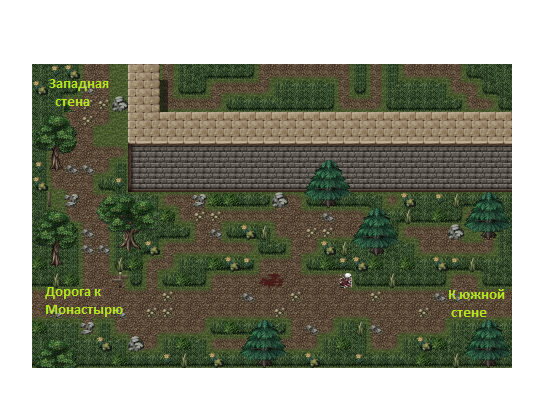 Западная
стена
Дорога к
Монастырю
К южной
стене